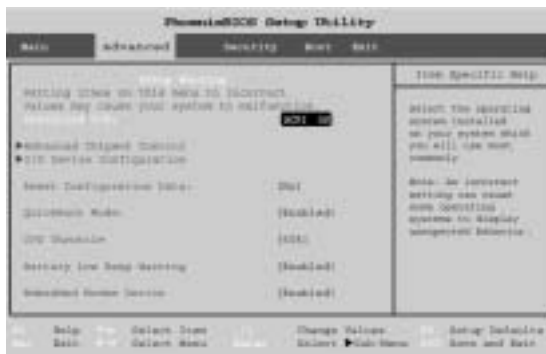 PhoenixBIOS Setup Utility
Main Advanced Security Boot Exit
Setup Warning
Setting items on this menu to incorrect
values may cause your system to malfunction.
▶Advanced Chipset Control
▶I/O Device Configuration
Reset Configuration Data: [No]
QuickBoot Mode: [Enabled]
CPU Throttle
Battery Low Beep Warning [Enabled]
Embedded Modem Device [Enabled]
Item Specific Help
Select the operating
system installed
on your system which
you will use most
commonly
Note: An incorrect
setting can cause
some operating
systems to display
unexpected behavior.
Help Select Item Change Values Setup Defaults
Exit Select Menu Select ▶Sub-Menu Save and Exit